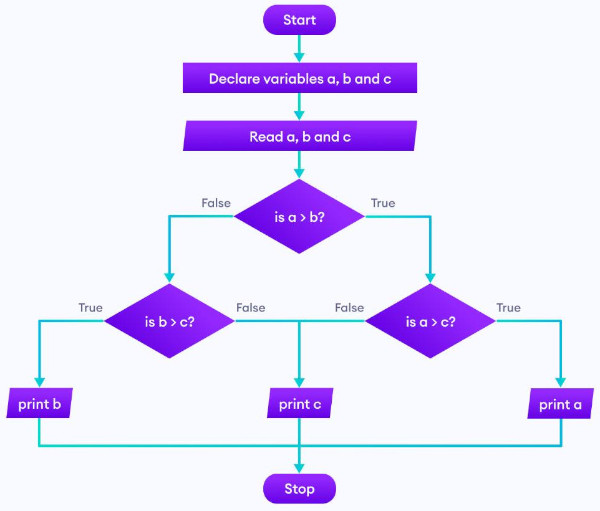 Start
Declare variables a, b and c
Read a, b and c
False
is a > b?
True
True
is b > c?
False
False
is a > c?
True
print b
print c
print a
Stop